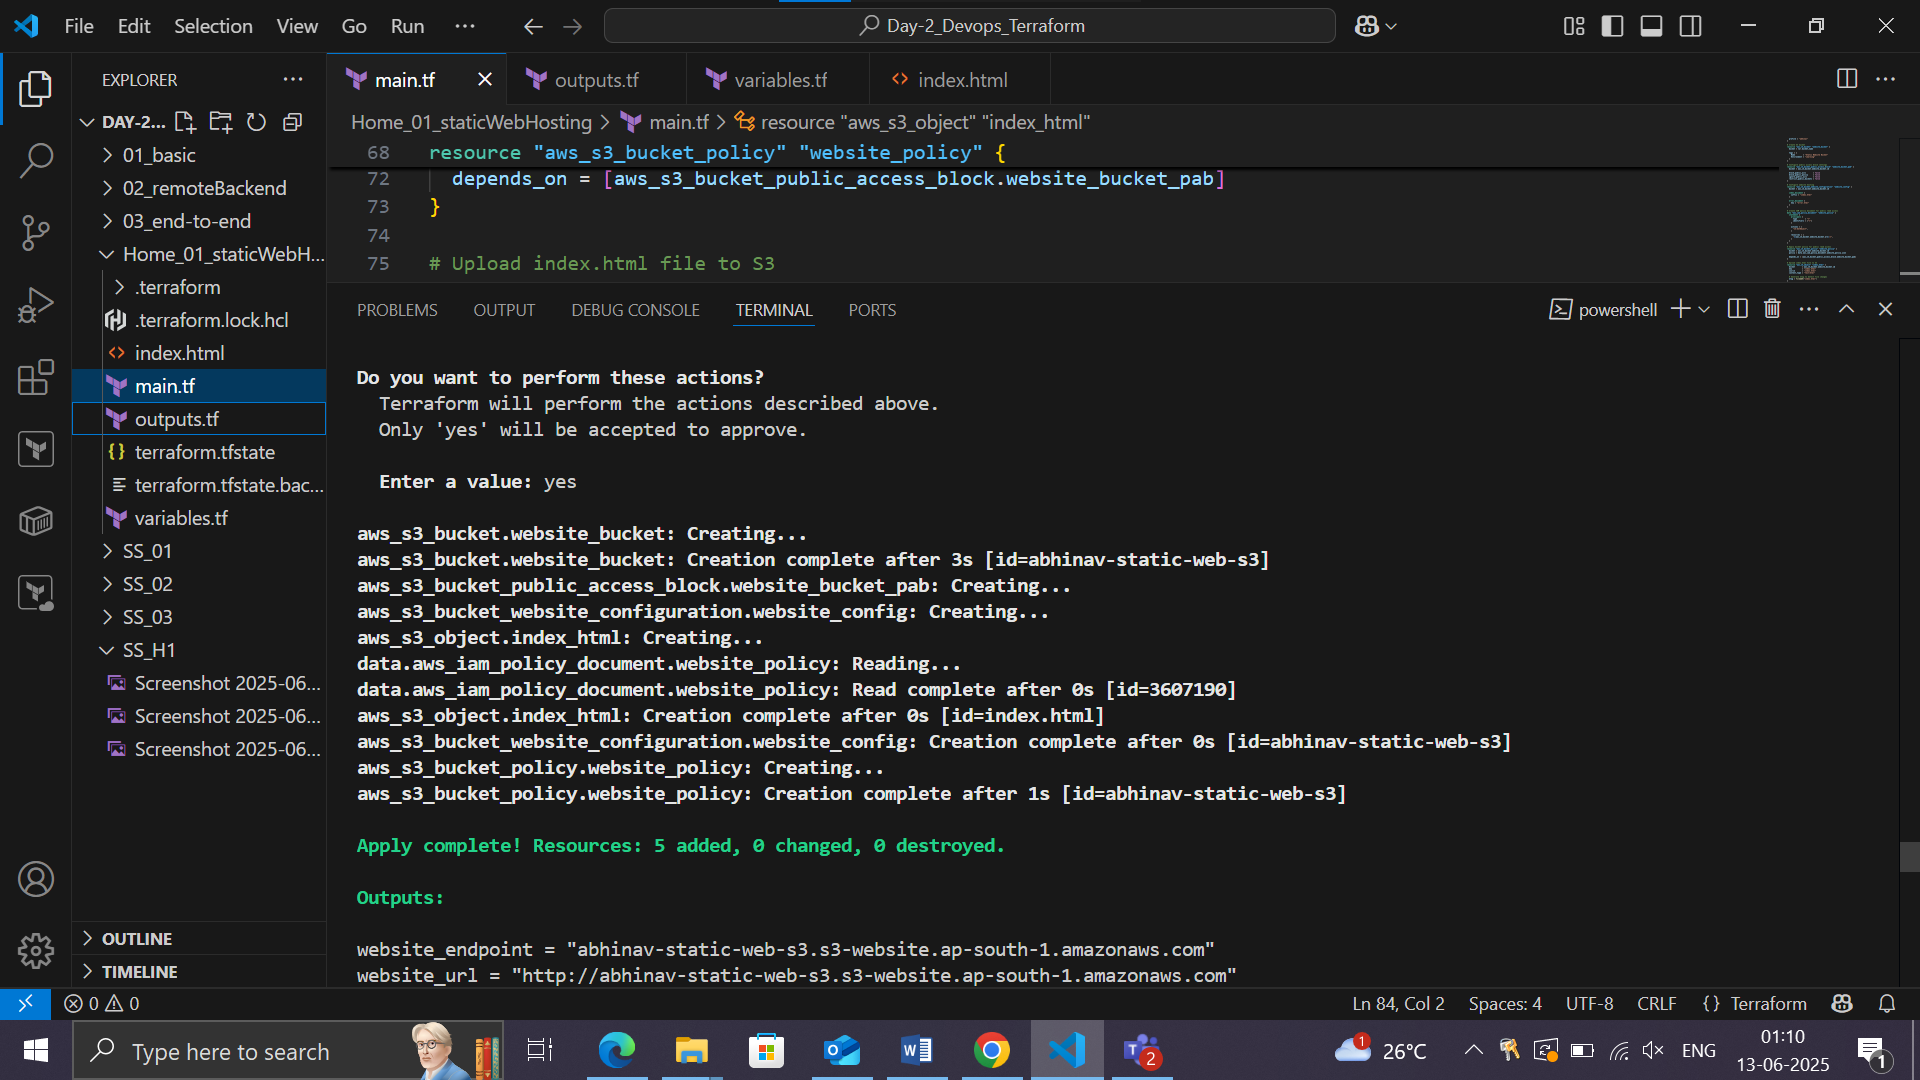 File Edit Selection View Go Run ···
Day-2_Devops_Terraform
EXPLORER
DAY-2...
01_basic
02_remoteBackend
03_end-to-end
Home_01_staticWebH...
.terraform
.terraform.lock.hcl
index.html
main.tf
outputs.tf
terraform.tfstate
terraform.tfstate.bac...
variables.tf
SS_01
SS_02
SS_03
SS_H1
Screenshot 2025-06...
Screenshot 2025-06...
Screenshot 2025-06...
OUTLINE
TIMELINE
main.tf outputs.tf variables.tf index.html
Home_01_staticWebHosting > main.tf > resource "aws_s3_object" "index_html"
68 resource "aws_s3_bucket_policy" "website_policy" {
72 depends_on = [aws_s3_bucket_public_access_block.website_bucket_pab]
73 }
74
75 # Upload index.html file to S3
PROBLEMS OUTPUT DEBUG CONSOLE TERMINAL PORTS
powershell
Do you want to perform these actions?
Terraform will perform the actions described above.
Only 'yes' will be accepted to approve.
Enter a value: yes
aws_s3_bucket.website_bucket: Creating...
aws_s3_bucket.website_bucket: Creation complete after 3s [id=abhinav-static-web-s3]
aws_s3_bucket_public_access_block.website_bucket_pab: Creating...
aws_s3_bucket_website_configuration.website_config: Creating...
aws_s3_object.index_html: Creating...
data.aws_iam_policy_document.website_policy: Reading...
data.aws_iam_policy_document.website_policy: Read complete after 0s [id=3607190]
aws_s3_object.index_html: Creation complete after 0s [id=index.html]
aws_s3_bucket_website_configuration.website_config: Creation complete after 0s [id=abhinav-static-web-s3]
aws_s3_bucket_policy.website_policy: Creating...
aws_s3_bucket_policy.website_policy: Creation complete after 1s [id=abhinav-static-web-s3]
Apply complete! Resources: 5 added, 0 changed, 0 destroyed.
Outputs:
website_endpoint = "abhinav-static-web-s3.s3-website.ap-south-1.amazonaws.com"
website_url = "http://abhinav-static-web-s3.s3-website.ap-south-1.amazonaws.com"
0 0
Ln 84, Col 2 Spaces: 4 UTF-8 CRLF {} Terraform
Type here to search
2
1
26°C
ENG
01:10
13-06-2025
1